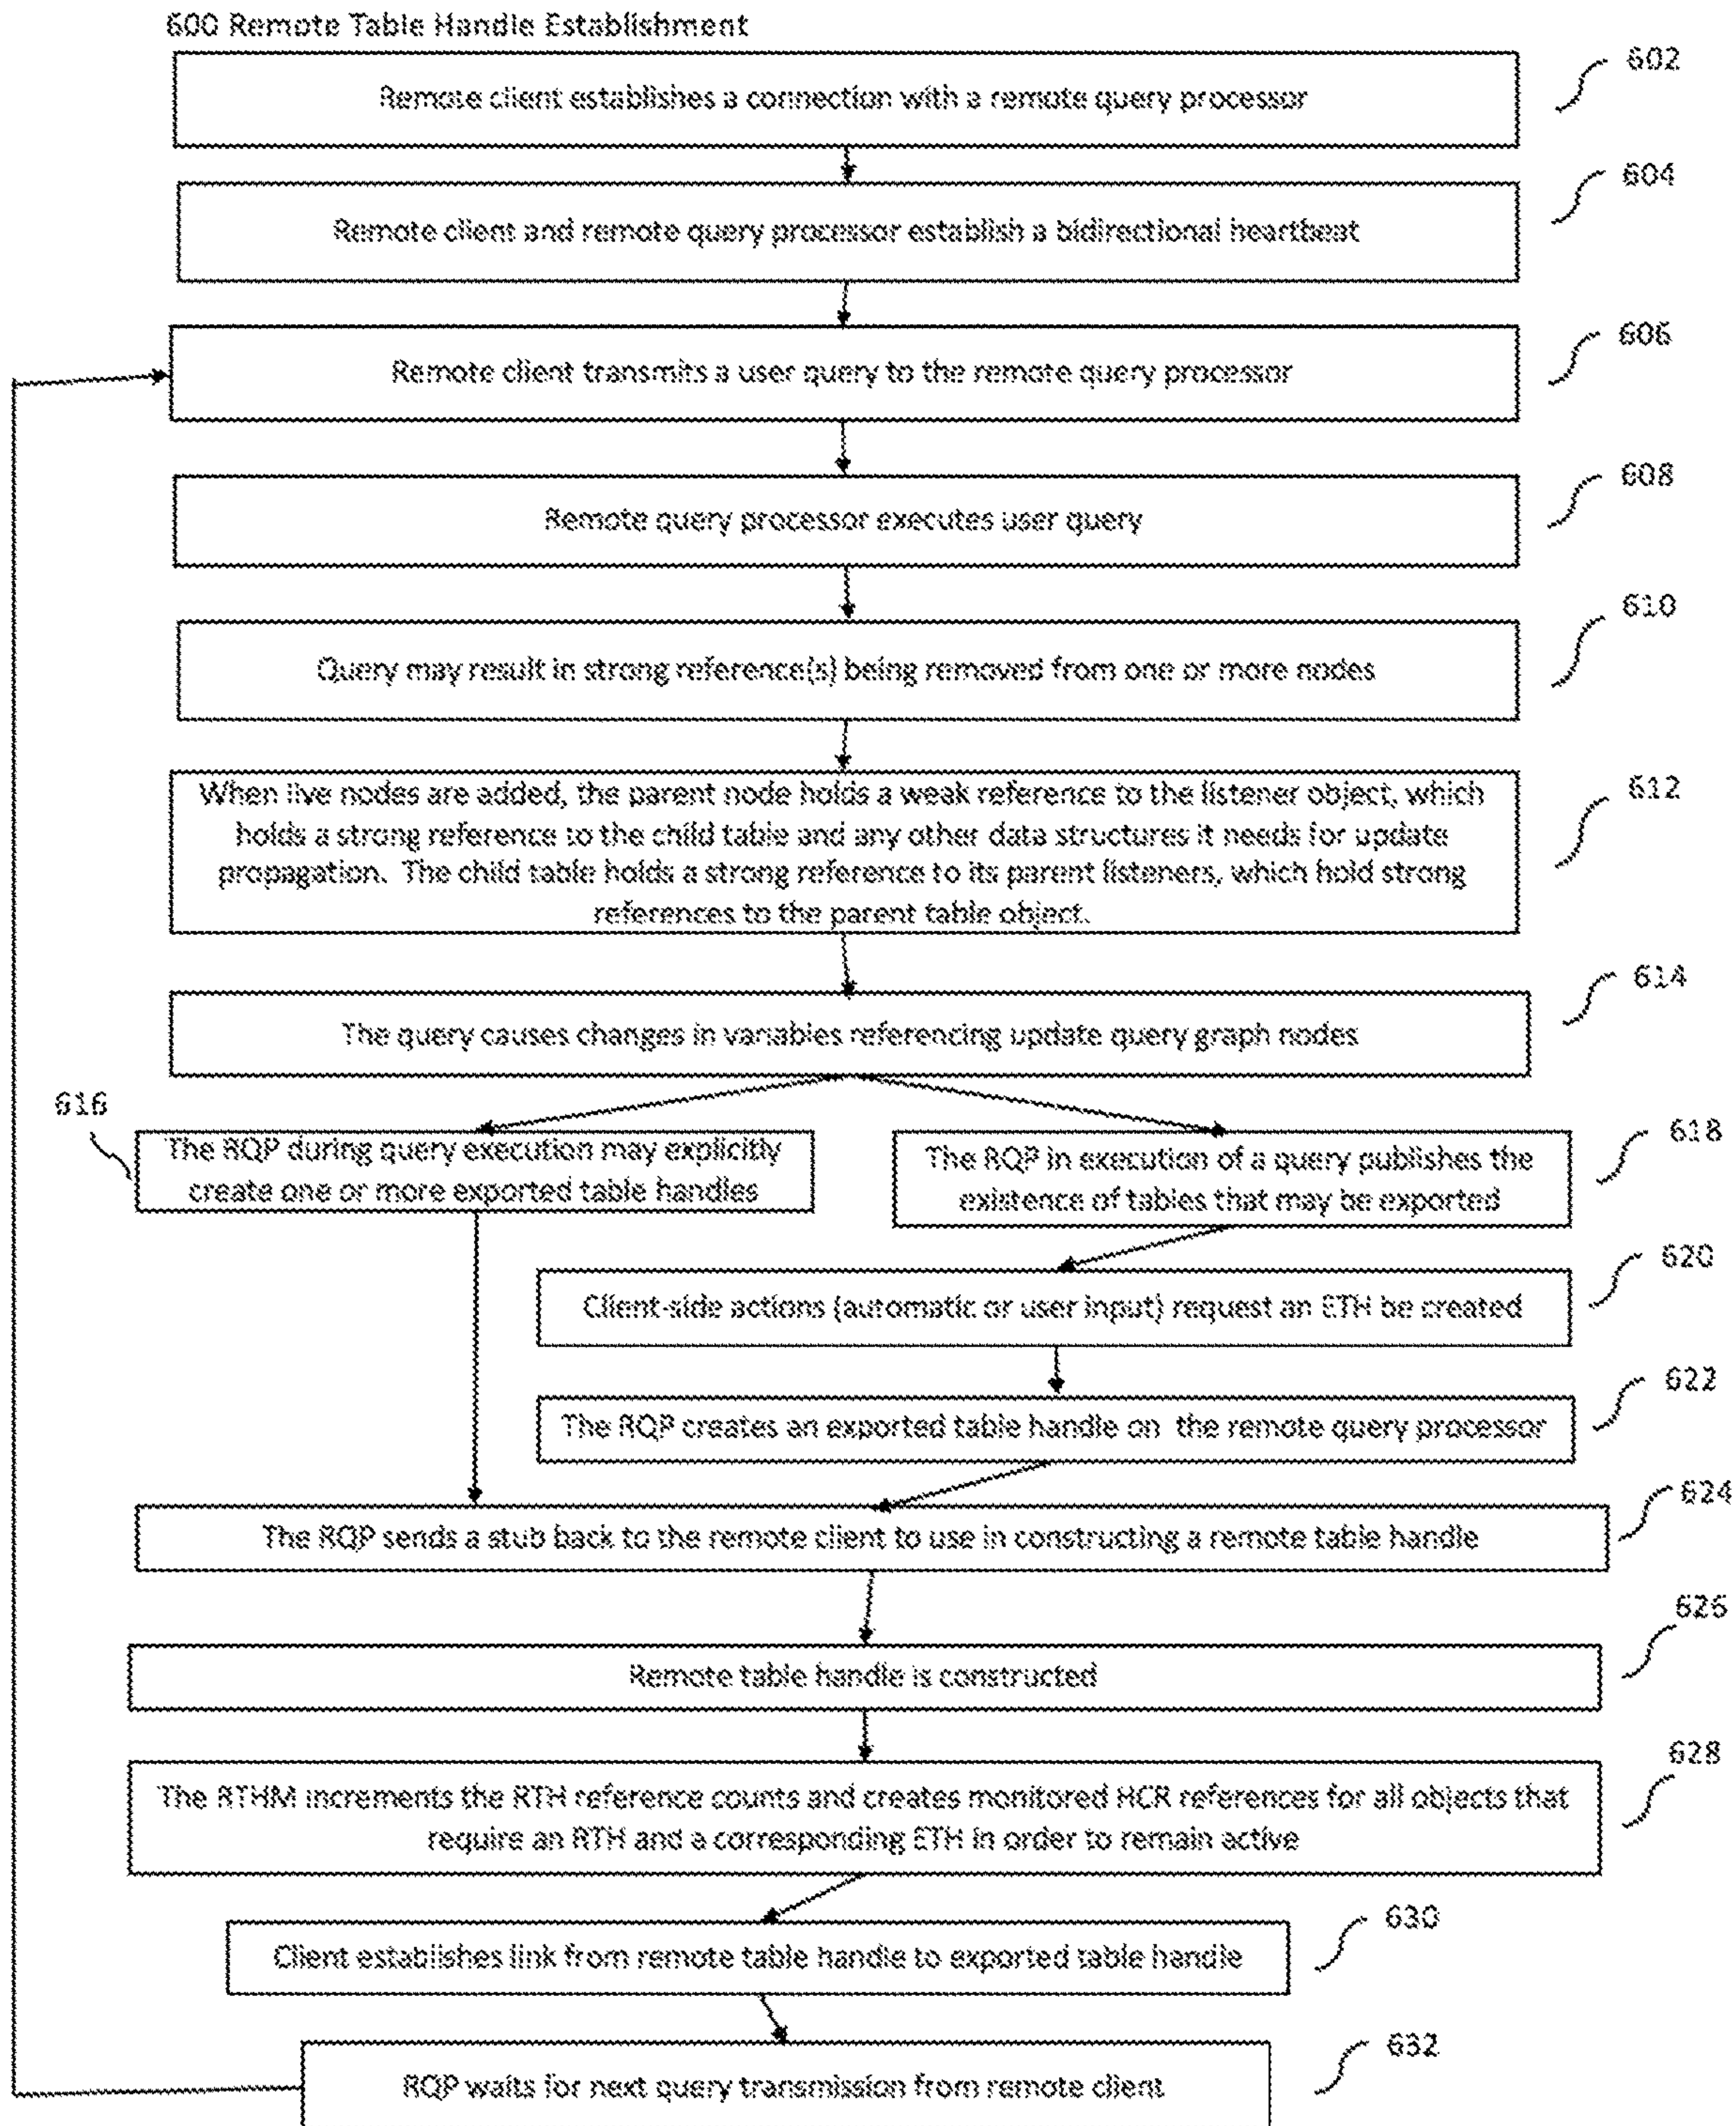 600 Remote Table Handle Establishment
602
Remote client establishes a connection with a remote query processor
604
Remote client and remote query processor establish a bidirectional heartbeat
606
Remote client transmits a user query to the remote query processor
608
Remote query processor executes user query
610
Query may result in strong reference(s) being removed from one or more nodes
612
When live nodes are added, the parent node holds a weak reference to the listener object, which
holds a strong reference to the child table and any other data structures it needs for update
propagation. The child table holds a strong reference to its parent listeners, which hold strong
references to the parent table object.
614
The query causes changes in variables referencing update query graph nodes
616
The RQP during query execution may explicitly
create one or more exported table handles
618
The RQP in execution of a query publishes the
existence of tables that may be exported
620
Client-side actions (automatic or user input) request an ETH be created
622
The RQP creates an exported table handle on the remote query processor
624
The RQP sends a stub back to the remote client to use in constructing a remote table handle
626
Remote table handle is constructed
628
The RTHM increments the RTH reference counts and creates monitored HCR references for all objects that
require an RTH and a corresponding ETH in order to remain active
630
Client establishes link from remote table handle to exported table handle
632
RQP waits for next query transmission from remote client